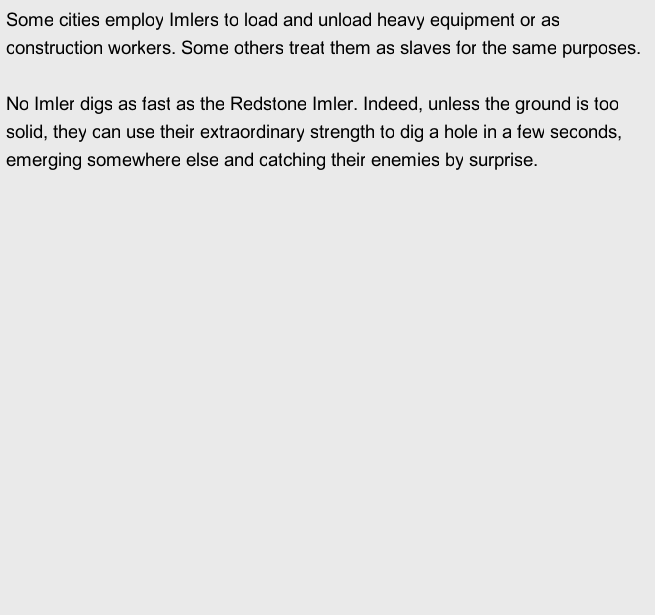 Some cities employ Imlers to load and unload heavy equipment or as
construction workers. Some others treat them as slaves for the same purposes.
No Imler digs as fast as the Redstone Imler. Indeed, unless the ground is too
solid, they can use their extraordinary strength to dig a hole in a few seconds,
emerging somewhere else and catching their enemies by surprise.